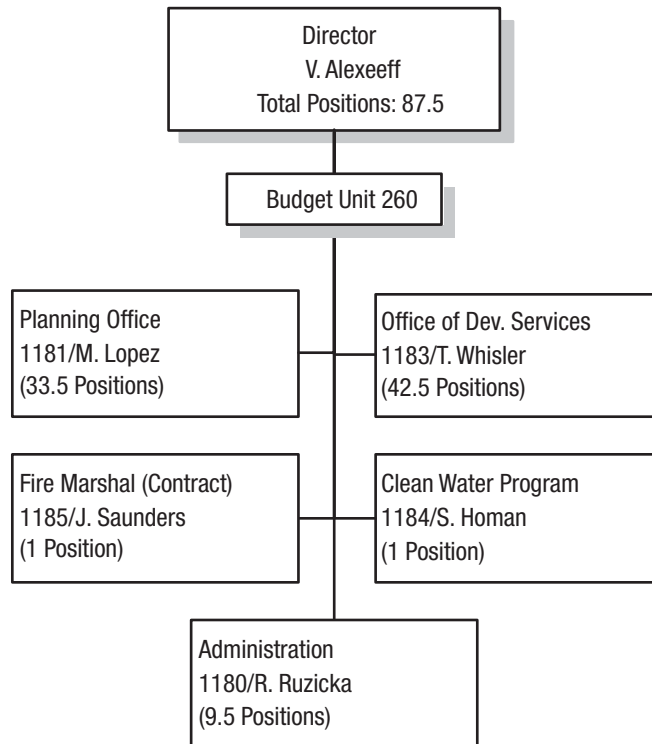 Director
V. Alexeeff
Total Positions: 87.5
Budget Unit 260
Planning Office
1181/M. Lopez
(33.5 Positions)
Office of Dev. Services
1183/T. Whisler
(42.5 Positions)
Fire Marshal (Contract)
1185/J. Saunders
(1 Position)
Clean Water Program
1184/S. Homan
(1 Position)
Administration
1180/R. Ruzicka
(9.5 Positions)